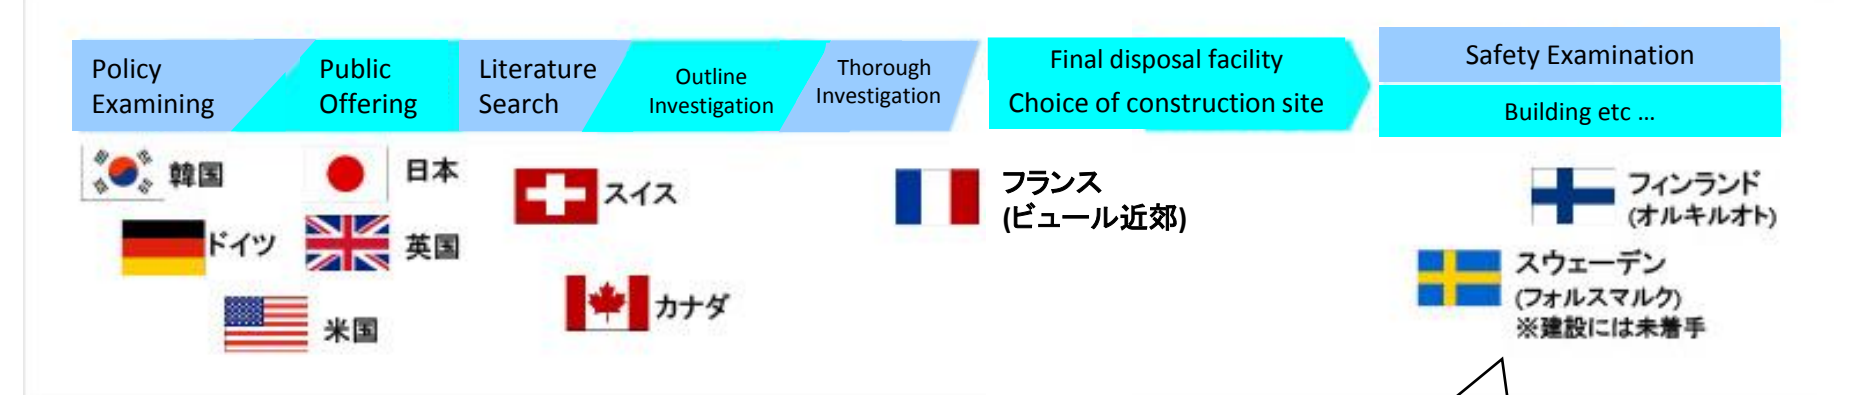 Policy
Examining
Public
Offering
Literature
Search
Outline
Investigation
Thorough
Investigation
Final disposal facility
Choice of construction site
Safety Examination
Building etc ...
韓国
ドイツ
米国
日本
英国
スイス
カナダ
フランス
(ビュール近郊)
フィンランド
(オルキルオト)
スウェーデン
(フォルスマルク)
※建設には未着手